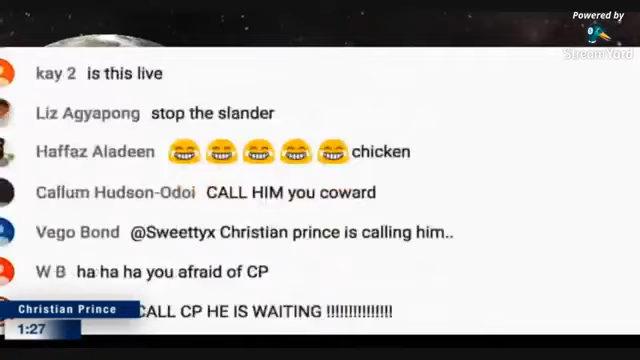 Powered by
StreamYard
kay 2 is this live
Liz Agyapong stop the slander
Haffaz Aladeen 😂😂😂😂😂 chicken
Callum Hudson-Odoi CALL HIM you coward
Vego Bond @Sweettyx Christian prince is calling him..
W B ha ha ha you afraid of CP
CALL CP HE IS WAITING !!!!!!!!!!!!!!!
Christian Prince
1:27